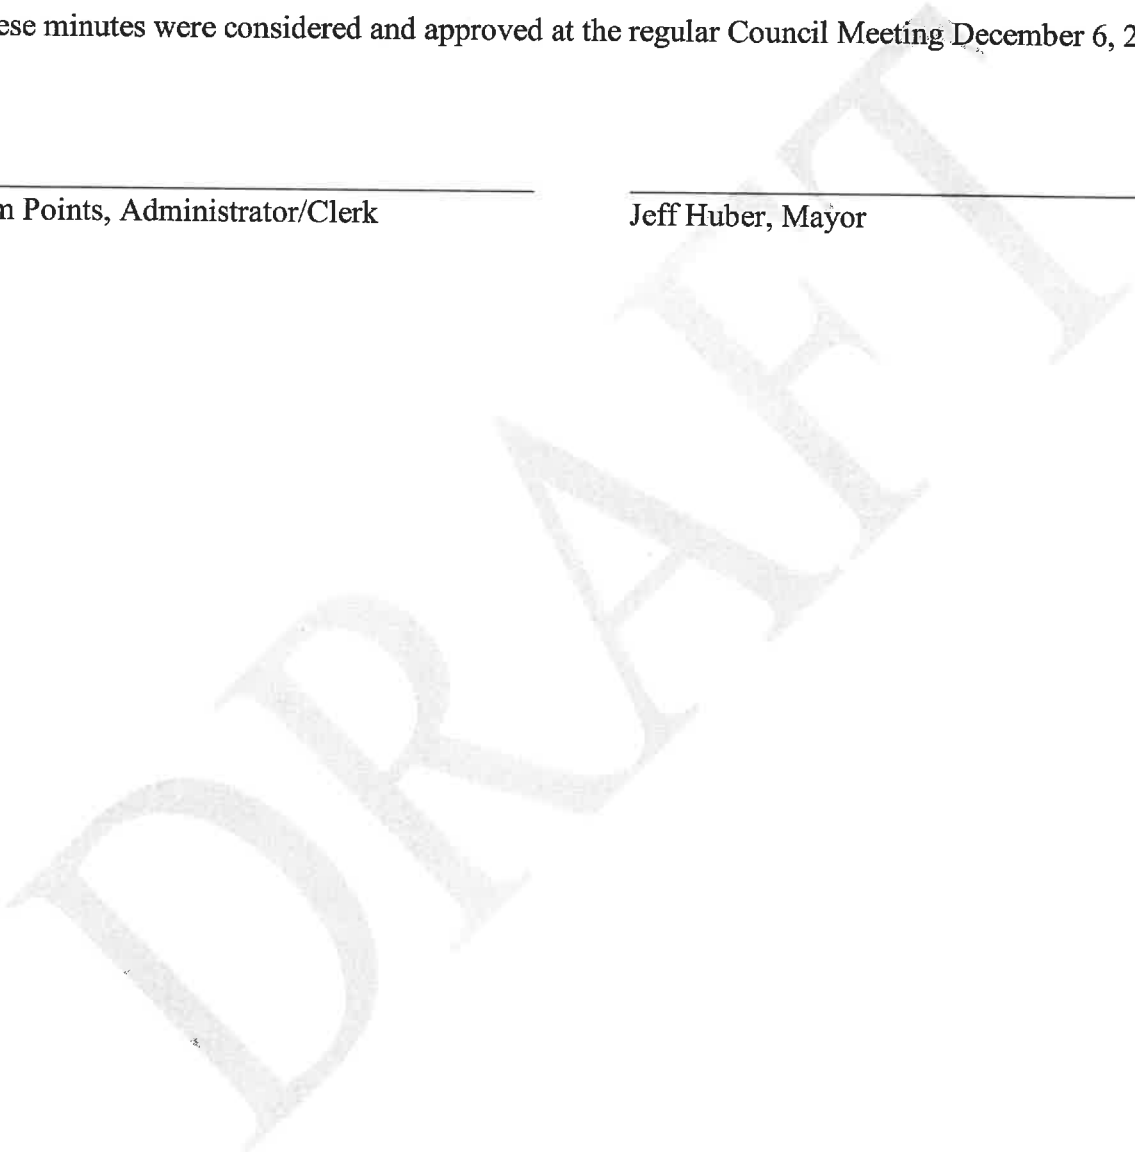 ese minutes were considered and approved at the regular Council Meeting December 6, 2
n Points, Administrator/Clerk
Jeff Huber, Mayor
DRAFT